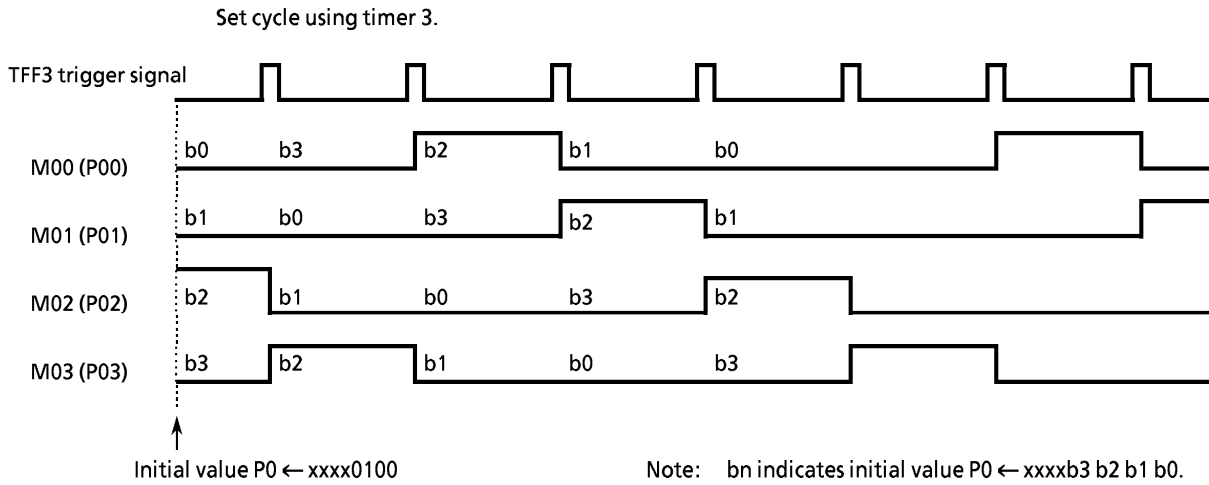 Set cycle using timer 3.
TFF3 trigger signal
M00 (P00) b0 b3 b2 b1 b0
M01 (P01) b1 b0 b3 b2 b1
M02 (P02) b2 b1 b0 b3 b2
M03 (P03) b3 b2 b1 b0 b3
Initial value P0 ← xxxx0100
Note: bn indicates initial value P0 ← xxxxb3 b2 b1 b0.